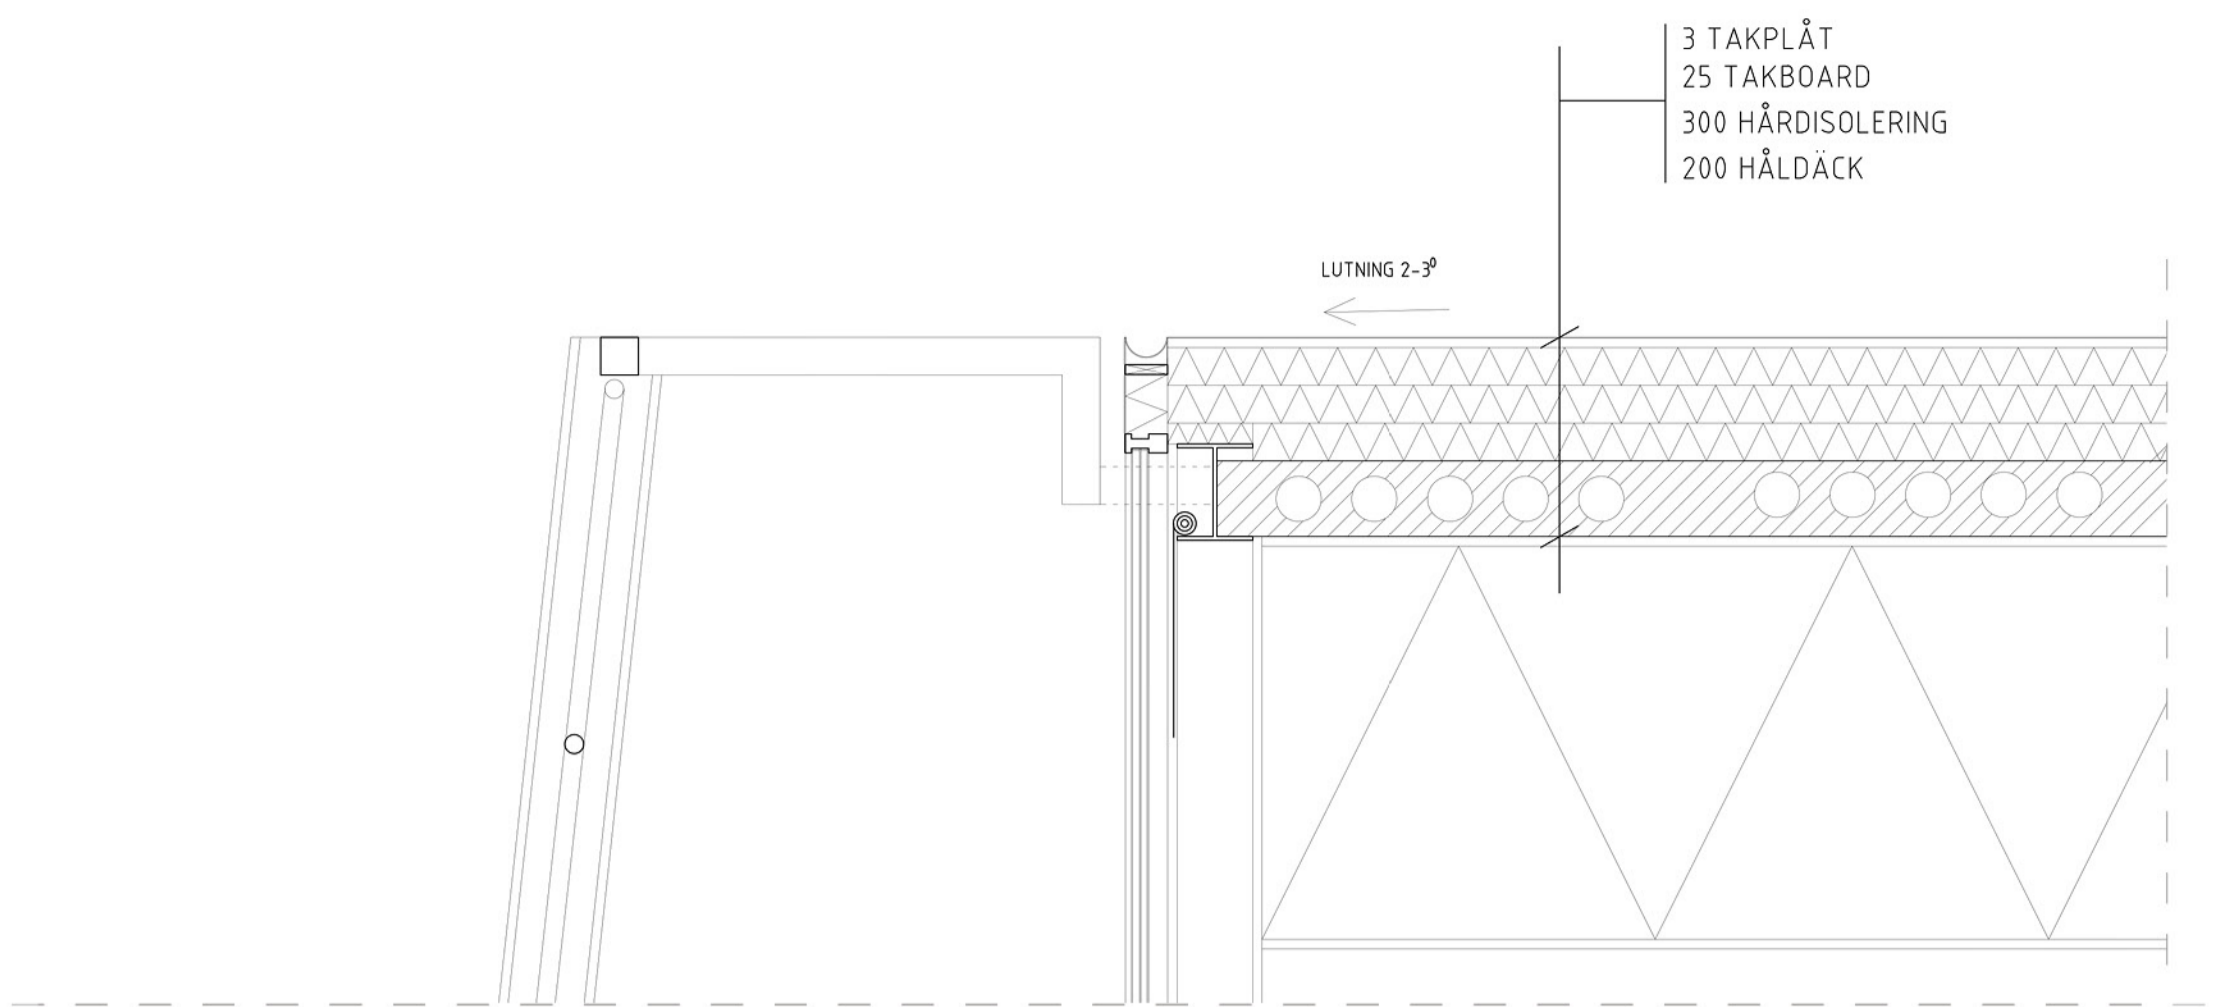 3 TAKPLÅT
25 TAKBOARD
300 HÅRDISOLERING
200 HÅLDÄCK
LUTNING 2-3⁰